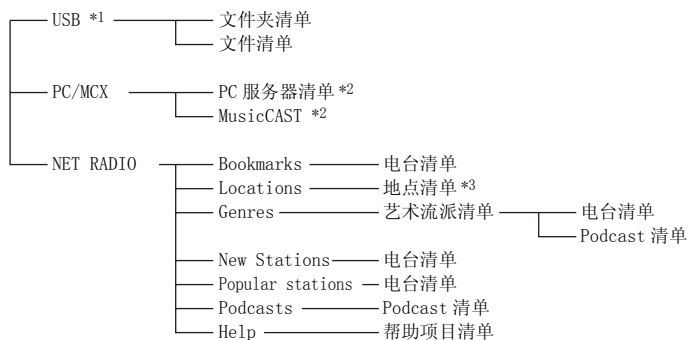 USB *1 文件夹清单
文件清单
PC/MCX PC 服务器清单 *2
MusicCAST *2
NET RADIO Bookmarks 电台清单
Locations 地点清单 *3
Genres 艺术流派清单 电台清单
Podcast 清单
New Stations 电台清单
Popular stations 电台清单
Podcasts Podcast 清单
Help 帮助项目清单